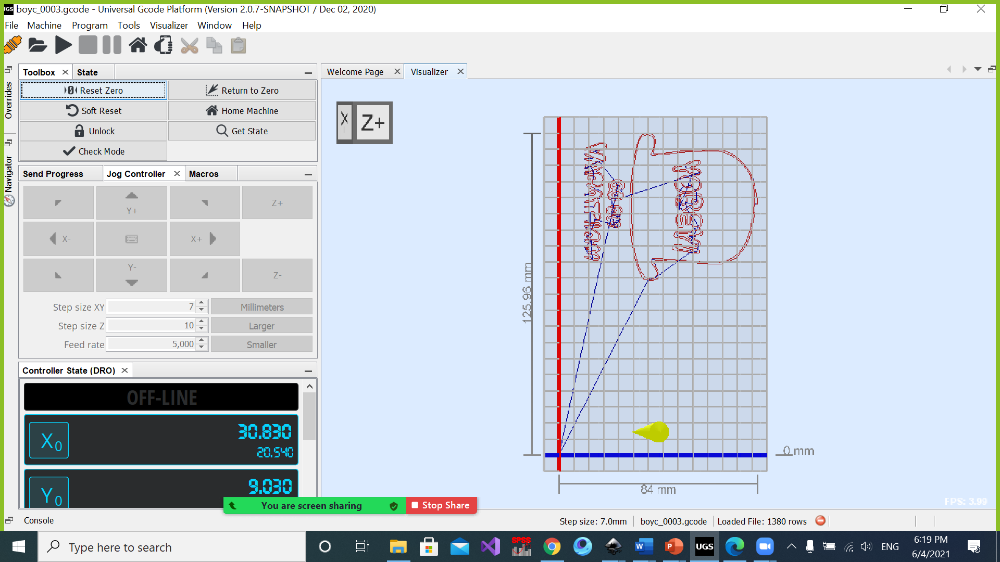 UGS boyc_0003.gcode - Universal Gcode Platform (Version 2.0.7-SNAPSHOT / Dec 02, 2020)
File Machine Program Tools Visualizer Window Help
Toolbox State
Welcome Page Visualizer
Overrides
Navigator
Reset Zero Return to Zero
Soft Reset Home Machine
Unlock Get State
Check Mode
X- Z+
Send Progress Jog Controller Macros
Y+ Z+
X- X+
Y- Z-
Step size XY 7 Millimeters
Step size Z 10 Larger
Feed rate 5,000 Smaller
Controller State (DRO)
OFF-LINE
X0 30.830
20.540
Y0 9.030
125.96 mm
0 mm
84 mm
FPS: 3.99
You are screen sharing Stop Share
Console
Step size: 7.0mm boyc_0003.gcode Loaded File: 1380 rows
Type here to search
SPSS
UGS
ENG
6:19 PM
6/4/2021